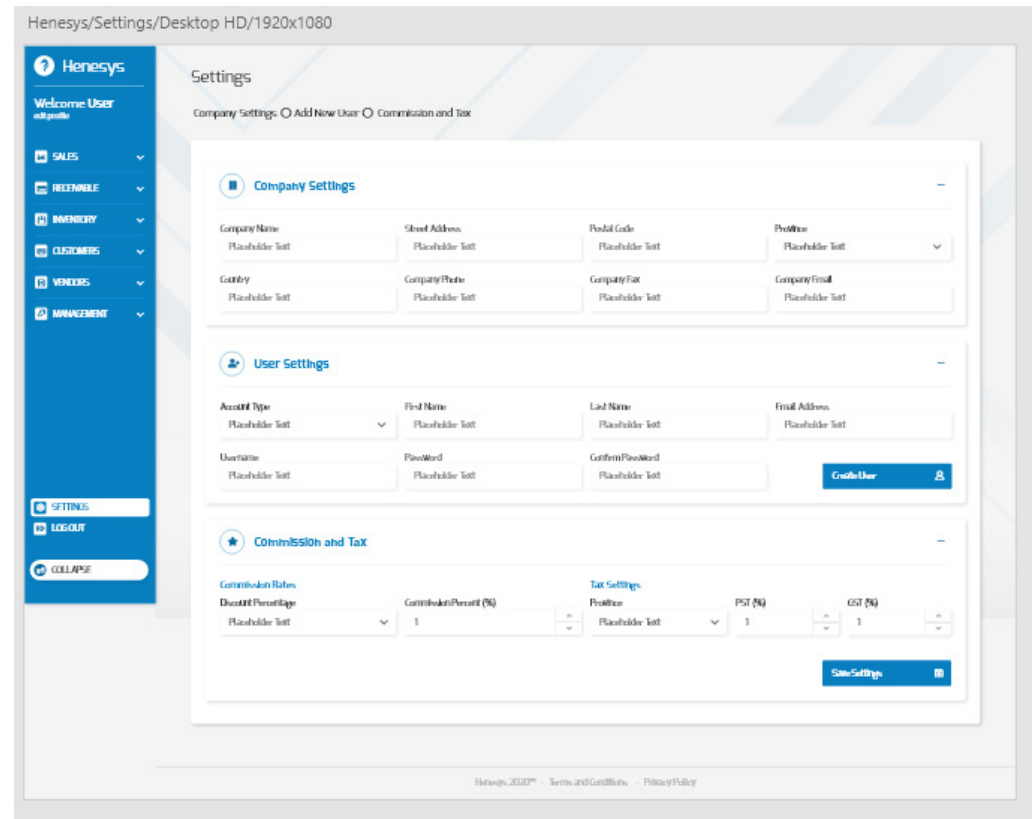 Henesys/Settings/Desktop HD/1920x1080
Henesys
Welcome User
edit profile
SALES
RECEIVABLE
INVENTORY
CUSTOMERS
VENDORS
MANAGEMENT
SETTINGS
LOGOUT
COLLAPSE
Settings
Company Settings Add New User Commission and Tax
Company Settings
Company Name Street Address Postal Code Province
Placeholder Text Placeholder Text Placeholder Text Placeholder Text
Country Company Phone Company Fax Company Email
Placeholder Text Placeholder Text Placeholder Text Placeholder Text
User Settings
Account Type First Name Last Name Email Address
Placeholder Text Placeholder Text Placeholder Text Placeholder Text
Username Password Confirm Password
Placeholder Text Placeholder Text Placeholder Text Create User
Commission and Tax
Commission Rates Tax Settings
Discount Percentage Commission Percent (%) Province PST (%) GST (%)
Placeholder Text 1 Placeholder Text 1 1
Save Settings
Henesys 2020™ - Terms and Conditions - Privacy Policy